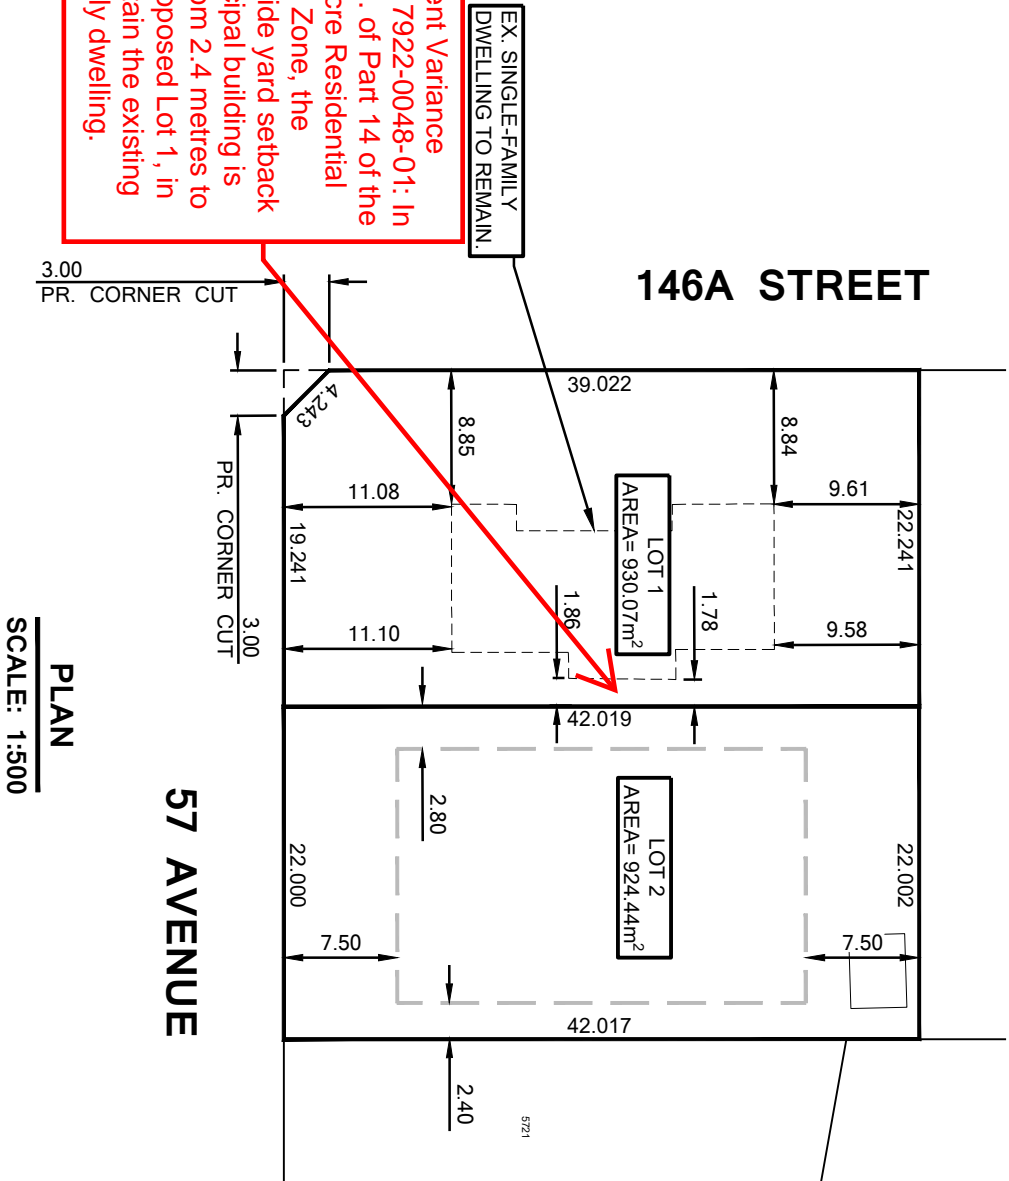 ent Variance
7922-0048-01: In
. of Part 14 of the
cre Residential
Zone, the
ide yard setback
cipal building is
om 2.4 metres to
oposed Lot 1, in
tain the existing
ly dwelling.
EX. SINGLE-FAMILY
DWELLING TO REMAIN.
146A STREET
3.00
PR. CORNER CUT
4.243
39.022
8.85
8.84
11.08
9.61
22.241
LOT 1
AREA= 930.07m²
19.241
PR. CORNER CUT
3.00
1.86
1.78
11.10
9.58
42.019
2.80
LOT 2
AREA= 924.44m²
22.000
22.002
7.50
7.50
42.017
2.40
5721
57 AVENUE
PLAN
SCALE: 1:500